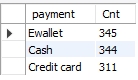 payment Cnt
Ewallet 345
Cash 344
Credit card 311